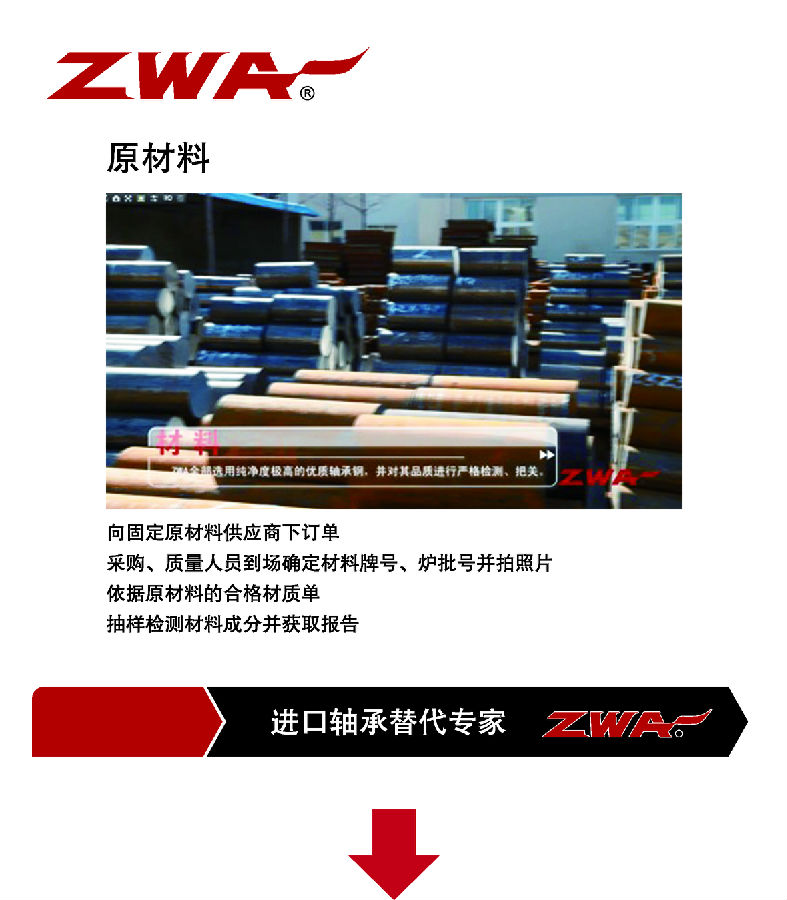 ZWA®
原材料
材料
ZWA全部选用纯净度极高的优质轴承钢，并对其品质进行严格检测、把关。
ZWA
向固定原材料供应商下订单
采购、质量人员到场确定材料牌号、炉批号并拍照片
依据原材料的合格材质单
抽样检测材料成分并获取报告
进口轴承替代专家 ZWA